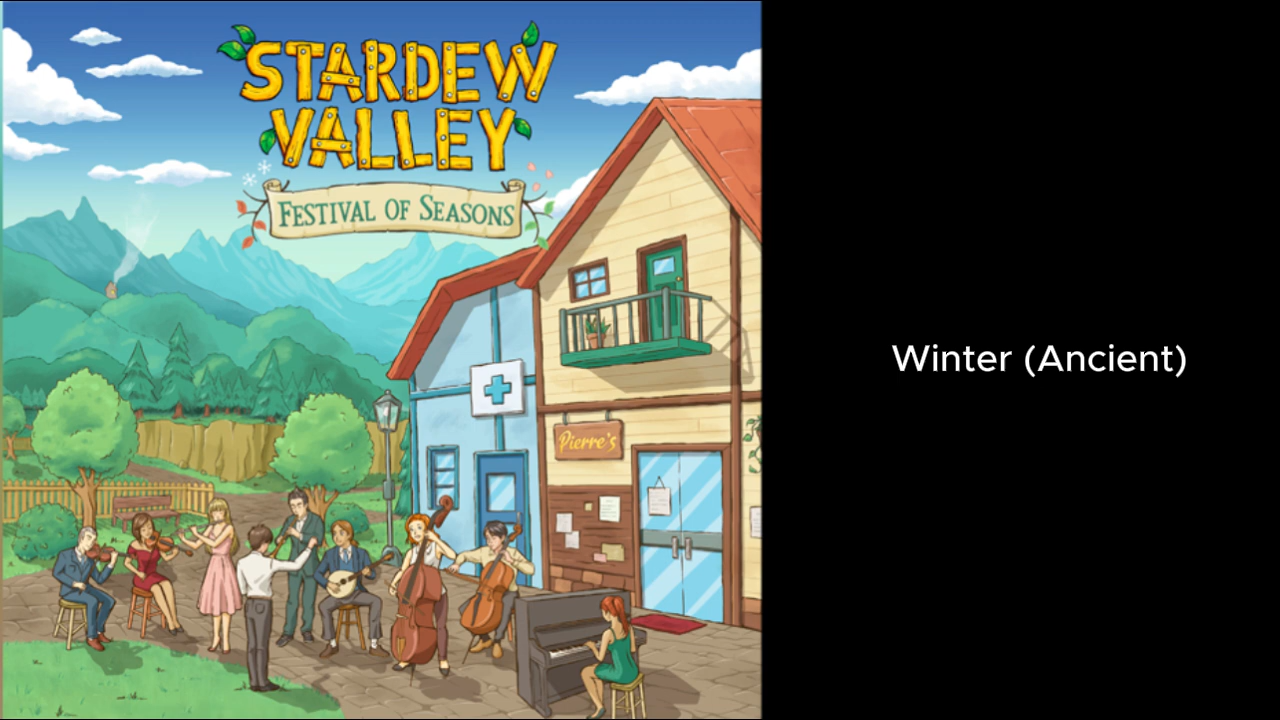 STARDEW
VALLEY
FESTIVAL OF SEASONS
Pierre's
Winter (Ancient)